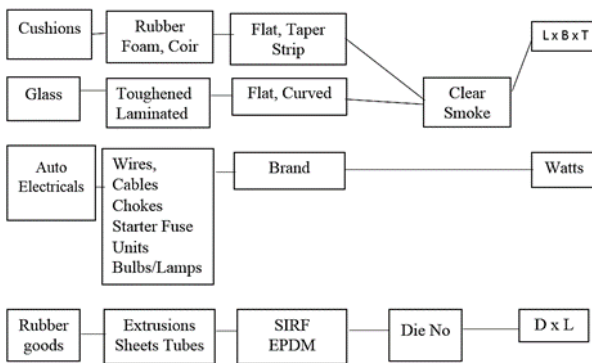 Cushions
Rubber
Foam, Coir
Flat, Taper
Strip
L x B x T
Glass
Toughened
Laminated
Flat, Curved
Clear
Smoke
Auto
Electricals
Wires,
Cables
Chokes
Starter Fuse
Units
Bulbs/Lamps
Brand
Watts
Rubber
goods
Extrusions
Sheets Tubes
SIRF
EPDM
Die No
D x L